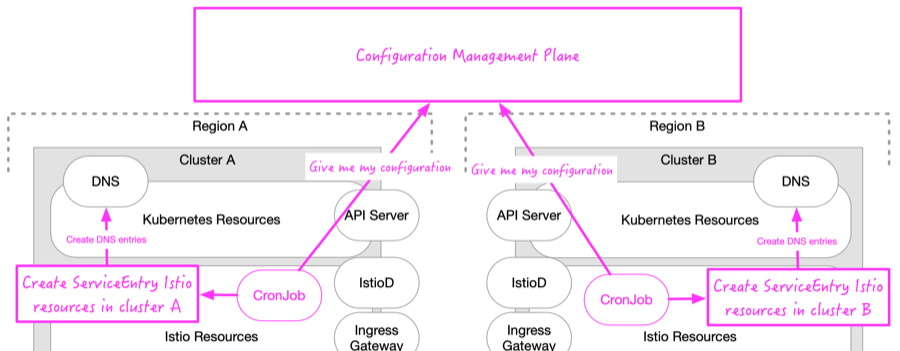 Configuration Management Plane
Region A
Region B
Cluster A
Cluster B
Give me my configuration
Give me my configuration
DNS
DNS
API Server
API Server
Kubernetes Resources
Kubernetes Resources
Create DNS entries
Create DNS entries
Create ServiceEntry Istio
resources in cluster A
CronJob
IstioD
IstioD
CronJob
Create ServiceEntry Istio
resources in cluster B
Istio Resources
Ingress
Gateway
Ingress
Gateway
Istio Resources